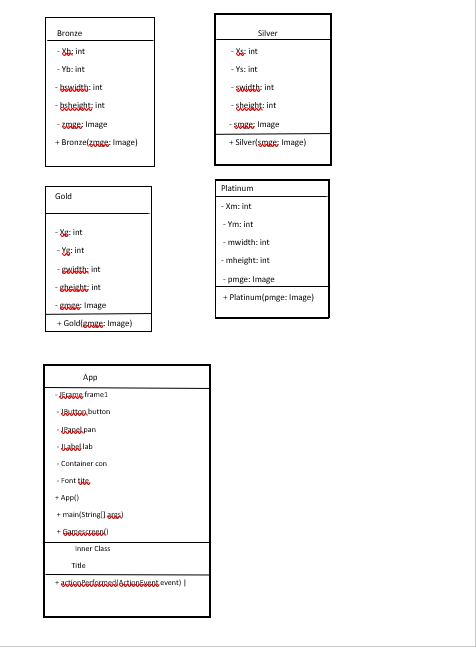 Bronze
- Xb: int
- Yb: int
- bswidth: int
- bsheight: int
- zmge: Image
+ Bronze(zmge: Image)
Silver
- Xs: int
- Ys: int
- swidth: int
- sheight: int
- smge: Image
+ Silver(smge: Image)
Gold
- Xg: int
- Yg: int
- gwidth: int
- gheight: int
- gmge: Image
+ Gold(gmge: Image)
Platinum
- Xm: int
- Ym: int
- mwidth: int
- mheight: int
- pmge: Image
+ Platinum(pmge: Image)
App
- JFrame frame1
- JButton button
- JPanel pan
- JLabel lab
- Container con
- Font tite
+ App()
+ main(String[] args)
+ Gamescreen()
Inner Class
Title
+ actionPerformed(ActionEvent event) |